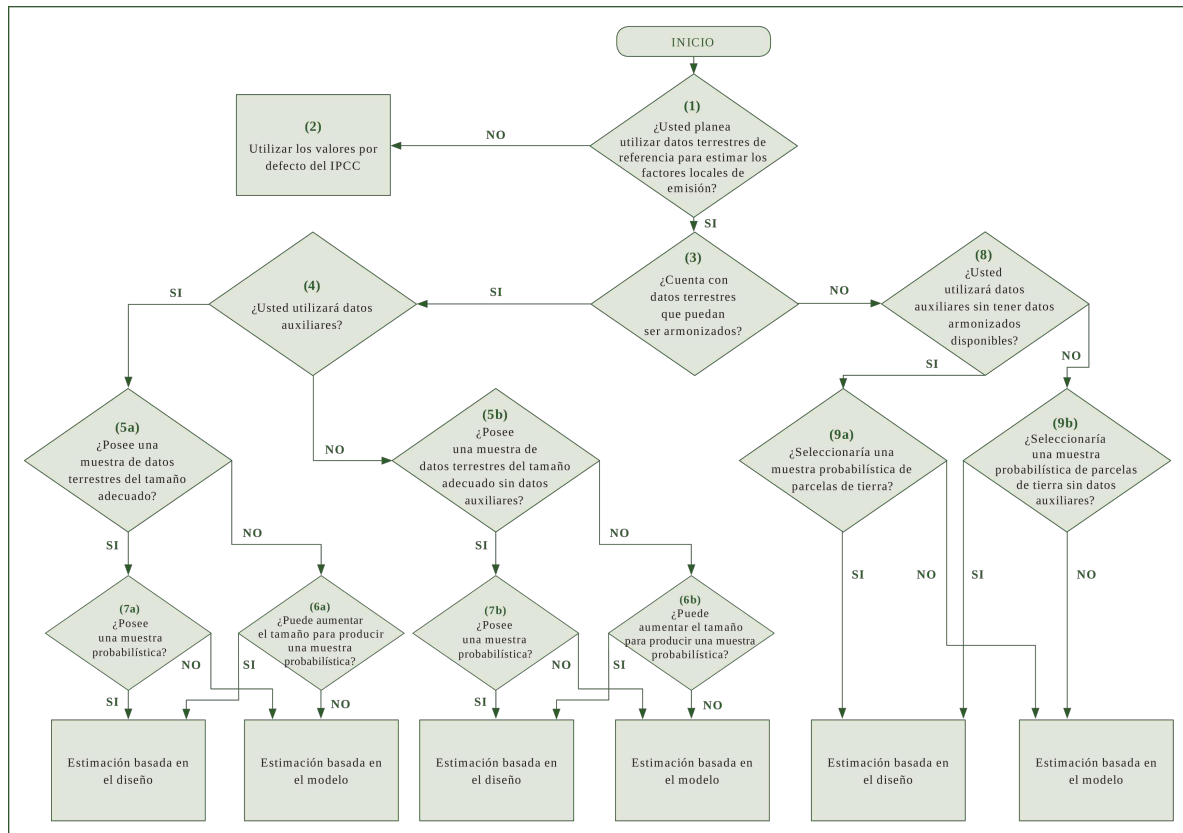 INICIO
(1)
¿Usted planea
utilizar datos terrestres de
referencia para estimar los
factores locales de
emisión?
NO
(2)
Utilizar los valores por
defecto del IPCC
SI
(3)
¿Cuenta con
datos terrestres
que puedan
ser armonizados?
SI
NO
(4)
¿Usted utilizará datos
auxiliares?
SI
NO
(8)
¿Usted
utilizará datos
auxiliares sin tener datos
armonizados
disponibles?
SI
NO
(5a)
¿Posee una
muestra de datos
terrestres del tamaño
adecuado?
SI
NO
(5b)
¿Posee
una muestra de
datos terrestres del tamaño
adecuado sin datos
auxiliares?
SI
NO
(9a)
¿Seleccionaría una
muestra probabilística de
parcelas de tierra?
SI
NO
(9b)
¿Seleccionaría
una muestra
probabilística de parcelas
de tierra sin datos
auxiliares?
SI
NO
(7a)
¿Posee
una muestra
probabilística?
SI
NO
(6a)
¿Puede aumentar
el tamaño para producir
una muestra
probabilística?
SI
NO
(7b)
¿Posee
una muestra
probabilística?
SI
NO
(6b)
¿Puede
aumentar el tamaño
para producir una muestra
probabilística?
SI
NO
Estimación basada en
el diseño
Estimación basada en
el modelo
Estimación basada en
el diseño
Estimación basada en
el modelo
Estimación basada en
el diseño
Estimación basada en
el modelo